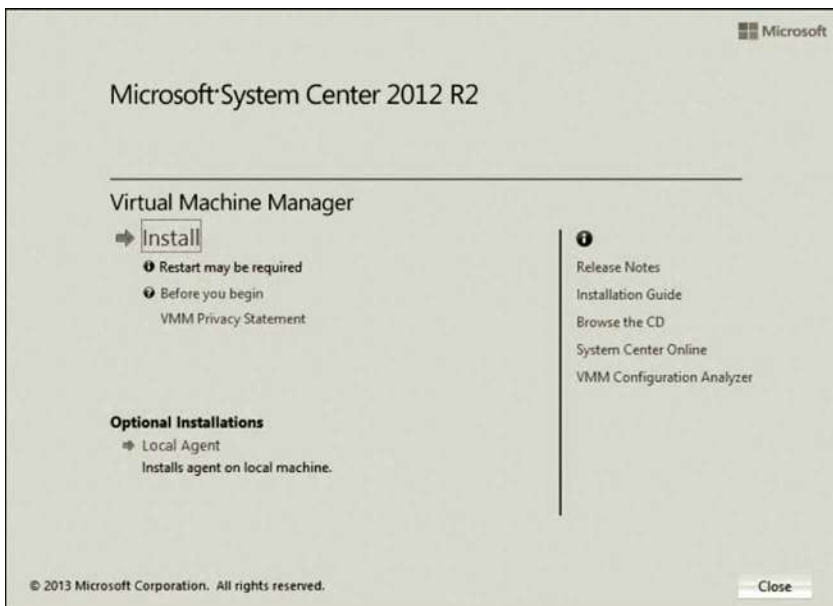 Microsoft
Microsoft System Center 2012 R2
Virtual Machine Manager
Install
Restart may be required
Before you begin
VMM Privacy Statement
Optional Installations
Local Agent
Installs agent on local machine.
Release Notes
Installation Guide
Browse the CD
System Center Online
VMM Configuration Analyzer
© 2013 Microsoft Corporation. All rights reserved.
Close